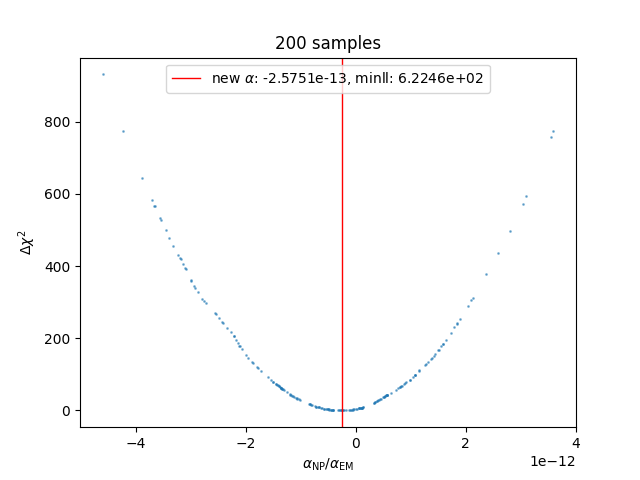 200 samples
new α: -2.5751e-13, minll: 6.2246e+02
Δχ²
800
600
400
200
0
−4
−2
0
2
4
1e−12
α_NP/α_EM